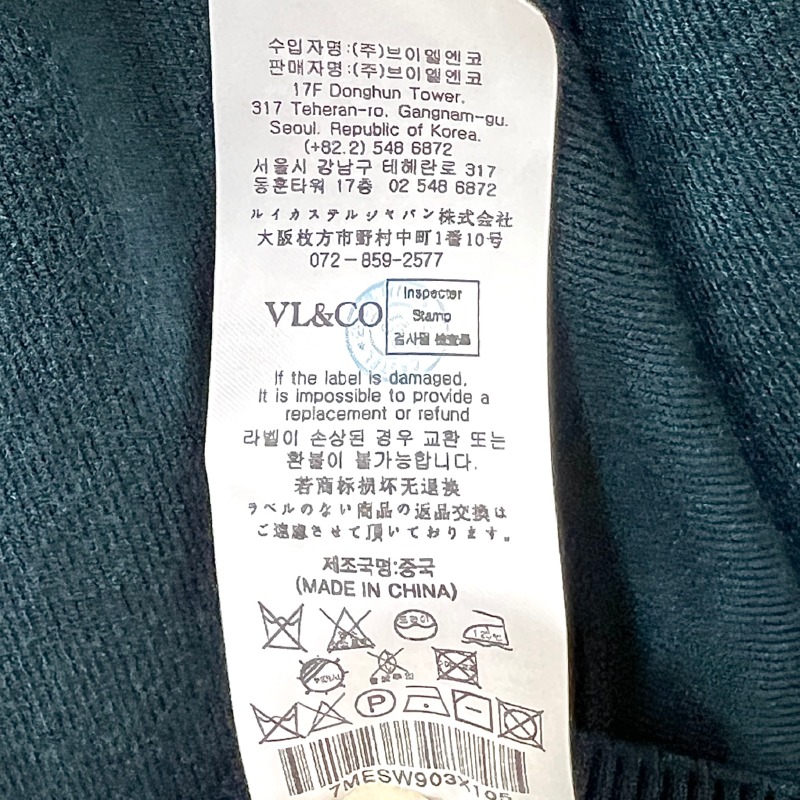 수입자명:(주)브이엘엔코
판매자명:(주)브이엘엔코
17F Donghun Tower,
317 Teheran-ro, Gangnam-gu,
Seoul, Republic of Korea.
(+82.2) 548 6872
서울시 강남구 테헤란로 317
동훈타워 17층 02 548 6872
ルイカステルジャパン株式会社
大阪枚方市野村中町1番10号
072-859-2577
VL&CO
Inspecter
Stamp
검사필 検査畢
If the label is damaged,
It is impossible to provide a
replacement or refund
라벨이 손상된 경우 교환 또는
환불이 불가능합니다.
若商标损坏无退换
ラベルのない商品の返品交換は
ご遠慮させて頂いております。
제조국명:중국
(MADE IN CHINA)
드라이
120℃
P
7MESW903X195